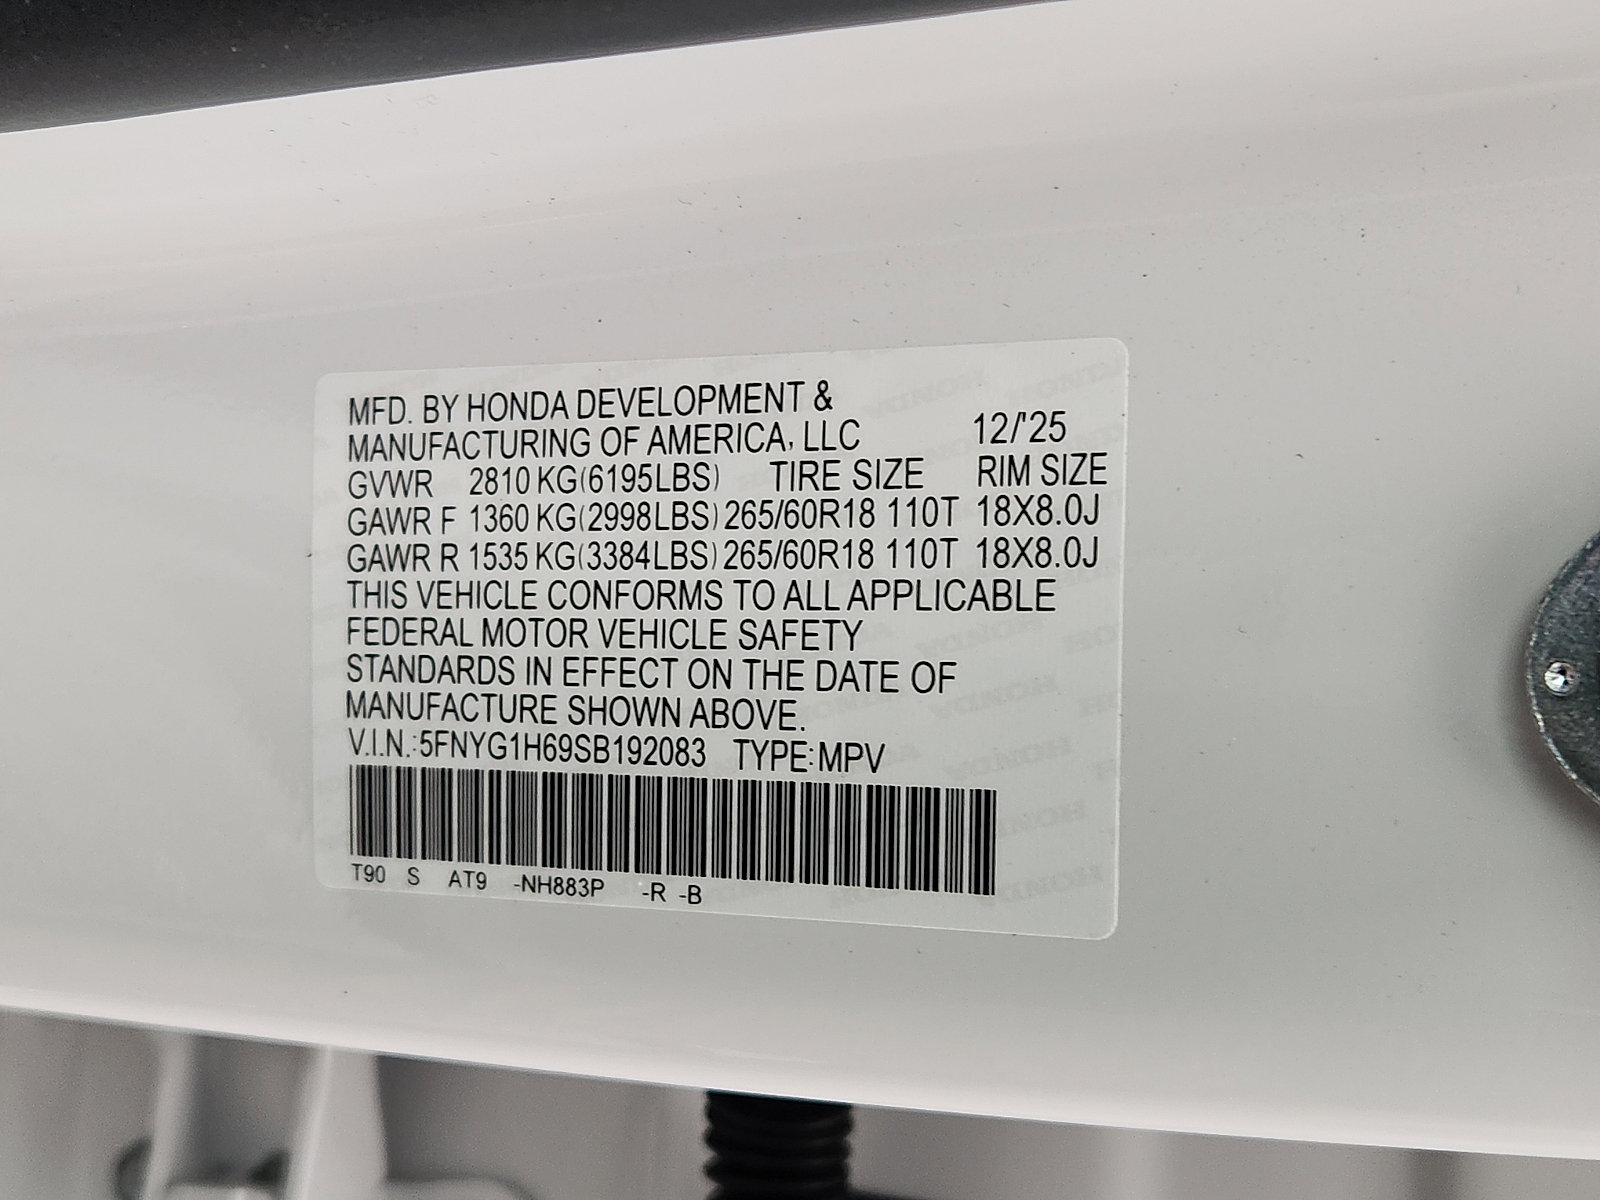 MFD. BY HONDA DEVELOPMENT &
MANUFACTURING OF AMERICA, LLC 12/'25
GVWR 2810 KG(6195LBS) TIRE SIZE RIM SIZE
GAWR F 1360 KG(2998LBS) 265/60R18 110T 18X8.0J
GAWR R 1535 KG(3384LBS) 265/60R18 110T 18X8.0J
THIS VEHICLE CONFORMS TO ALL APPLICABLE
FEDERAL MOTOR VEHICLE SAFETY
STANDARDS IN EFFECT ON THE DATE OF
MANUFACTURE SHOWN ABOVE.
V.I.N.:5FNYG1H69SB192083 TYPE:MPV
T90 S AT9 -NH883P -R -B